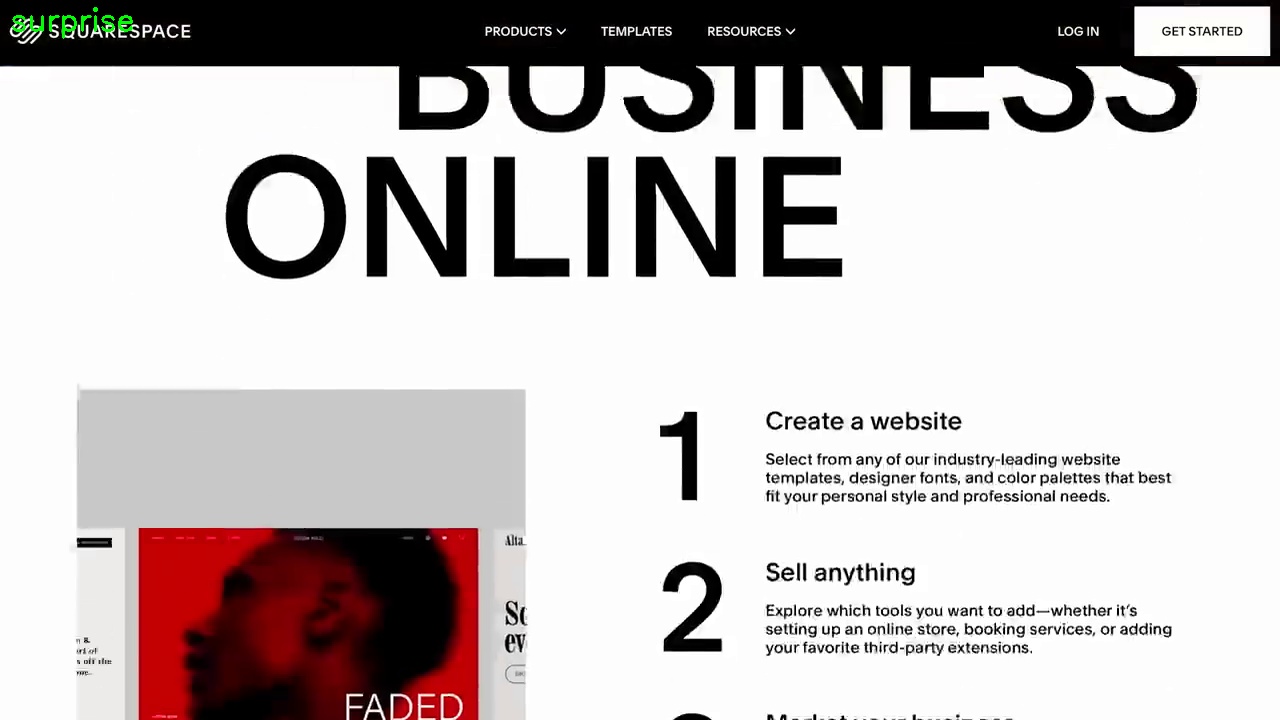 surprise
SQUARESPACE
PRODUCTS
TEMPLATES
RESOURCES
LOG IN
GET STARTED
BUSINESS
ONLINE
1
Create a website
Select from any of our industry-leading website
templates, designer fonts, and color palettes that best
fit your personal style and professional needs.
2
Sell anything
Explore which tools you want to add—whether it's
setting up an online store, booking services, or adding
your favorite third-party extensions.
Market your business
Alta
FADED